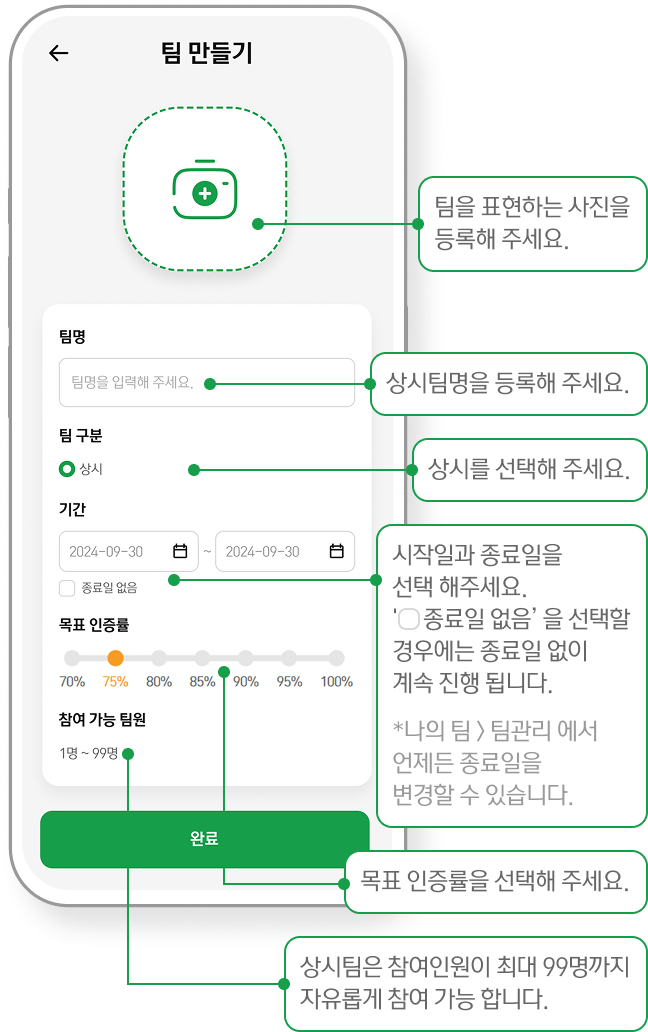 팀 만들기
팀을 표현하는 사진을
등록해 주세요.
팀명
팀명을 입력해 주세요.
상시팀명을 등록해 주세요.
팀 구분
상시
상시를 선택해 주세요.
기간
2024-09-30 ~ 2024-09-30
종료일 없음
시작일과 종료일을
선택 해주세요.
'종료일 없음' 을 선택할
경우에는 종료일 없이
계속 진행 됩니다.
*나의 팀 > 팀관리 에서
언제든 종료일을
변경할 수 있습니다.
목표 인증률
70% 75% 80% 85% 90% 95% 100%
참여 가능 팀원
1명 ~ 99명
완료
목표 인증률을 선택해 주세요.
상시팀은 참여인원이 최대 99명까지
자유롭게 참여 가능 합니다.